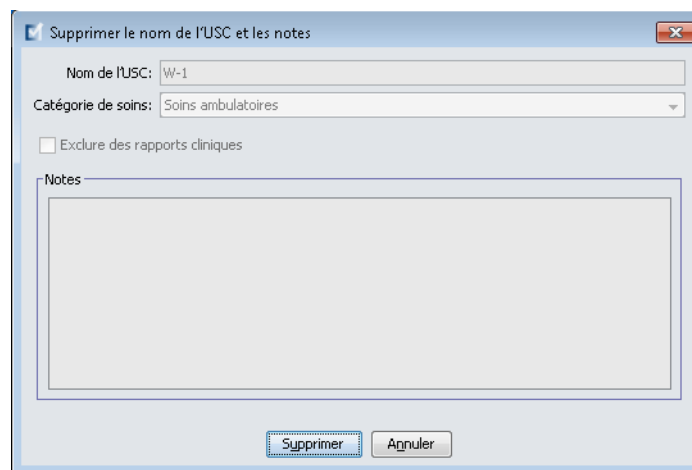 Supprimer le nom de l'USC et les notes
Nom de l'USC: W-1
Catégorie de soins: Soins ambulatoires
Exclure des rapports cliniques
Notes
Supprimer Annuler